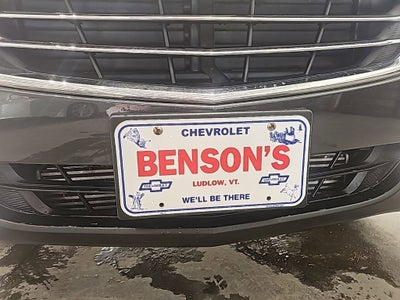 CHEVROLET
BENSON'S
LUDLOW, VT.
WE'LL BE THERE